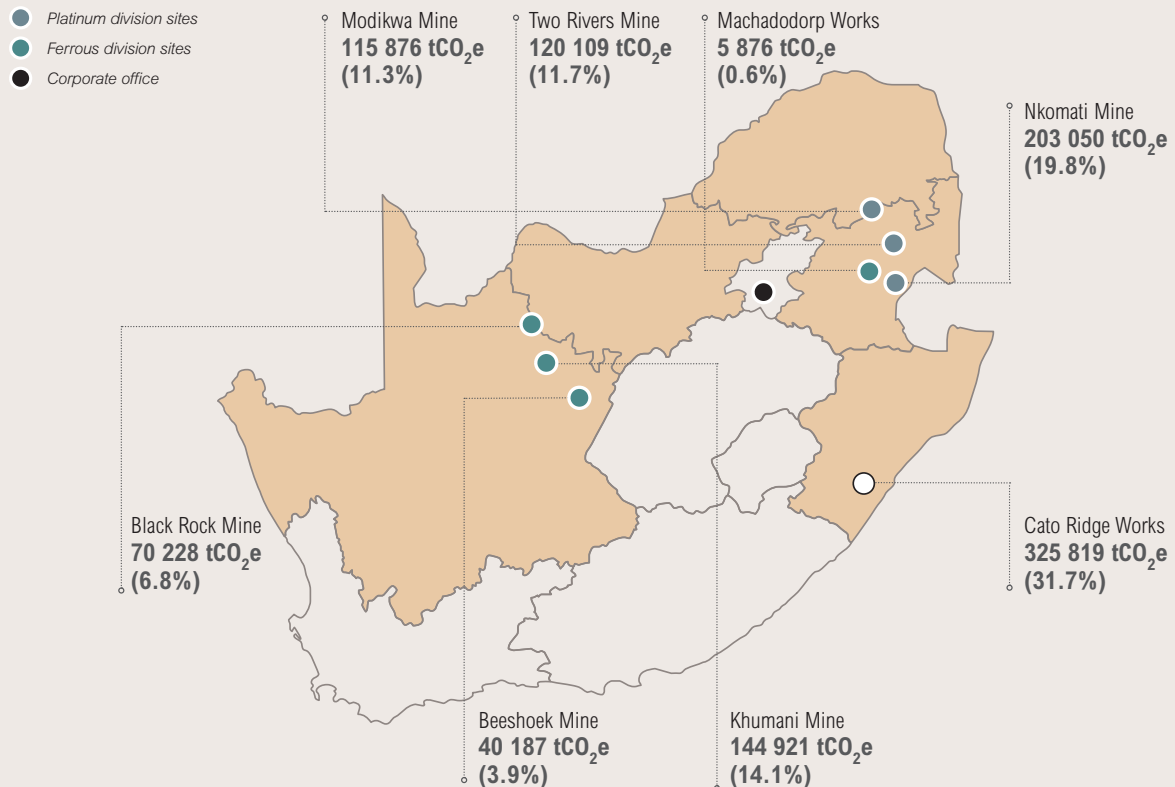 Platinum division sites
Ferrous division sites
Corporate office
Modikwa Mine
115 876 tCO₂e
(11.3%)
Two Rivers Mine
120 109 tCO₂e
(11.7%)
Machadodorp Works
5 876 tCO₂e
(0.6%)
Nkomati Mine
203 050 tCO₂e
(19.8%)
Black Rock Mine
70 228 tCO₂e
(6.8%)
Cato Ridge Works
325 819 tCO₂e
(31.7%)
Beeshoek Mine
40 187 tCO₂e
(3.9%)
Khumani Mine
144 921 tCO₂e
(14.1%)